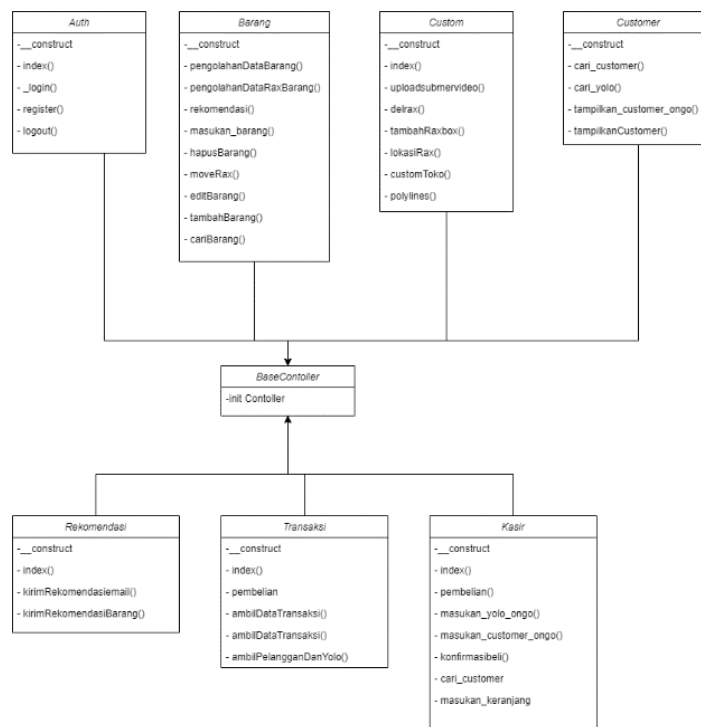 Auth
-__construct
- index()
- _login()
- register()
- logout()
Barang
-__construct
- pengolahanDataBarang()
- pengolahanDataRaxBarang()
- rekomendasi()
- masukan_barang()
- hapusBarang()
- moveRax()
- editBarang()
- tambahBarang()
- cariBarang()
Custom
-__construct
- index()
- uploadsubmervideo()
- delrax()
- tambahRaxbox()
- lokasiRax()
- customToko()
- polylines()
Customer
-__construct
- cari_customer()
- cari_yolo()
- tampilkan_customer_ongo()
- tampilkanCustomer()
BaseContoller
-init Contoller
Rekomendasi
-__construct
- index()
- kirimRekomendasiemail()
- kirimRekomendasiBarang()
Transaksi
-__construct
- index()
- pembelian
- ambilDataTransaksi()
- ambilDataTransaksi()
- ambilPelangganDanYolo()
Kasir
-__construct
- index()
- pembelian()
- masukan_yolo_ongo()
- masukan_customer_ongo()
- konfirmasibeli()
- cari_customer
- masukan_keranjang